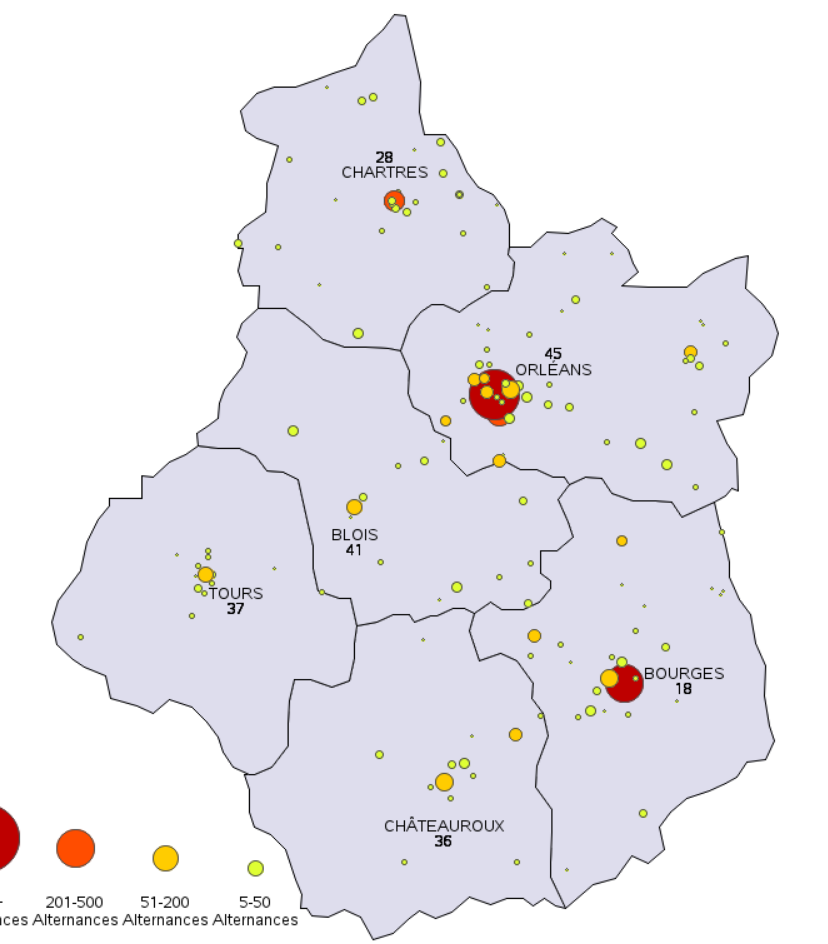 28
CHARTRES
45
ORLÉANS
BLOIS
41
TOURS
37
BOURGES
18
CHÂTEAUROUX
36
201-500 51-200 5-50
Alternances Alternances Alternances